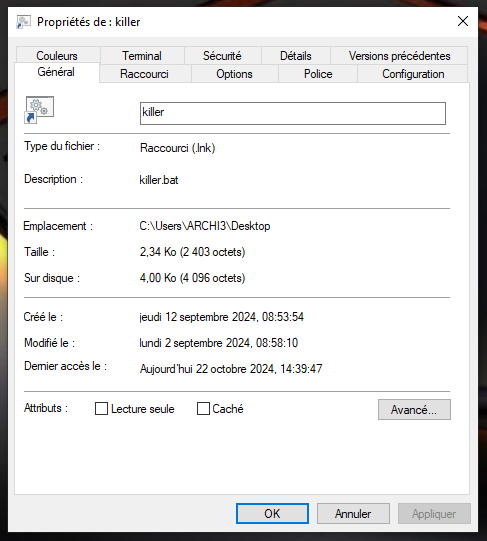 Propriétés de : killer
Couleurs Terminal Sécurité Détails Versions précédentes
Général Raccourci Options Police Configuration
killer
Type du fichier : Raccourci (.lnk)
Description : killer.bat
Emplacement : C:\Users\ARCHI3\Desktop
Taille : 2,34 Ko (2 403 octets)
Sur disque : 4,00 Ko (4 096 octets)
Créé le : jeudi 12 septembre 2024, 08:53:54
Modifié le : lundi 2 septembre 2024, 08:58:10
Dernier accès le : Aujourd'hui 22 octobre 2024, 14:39:47
Attributs : Lecture seule Caché Avancé...
OK Annuler Appliquer